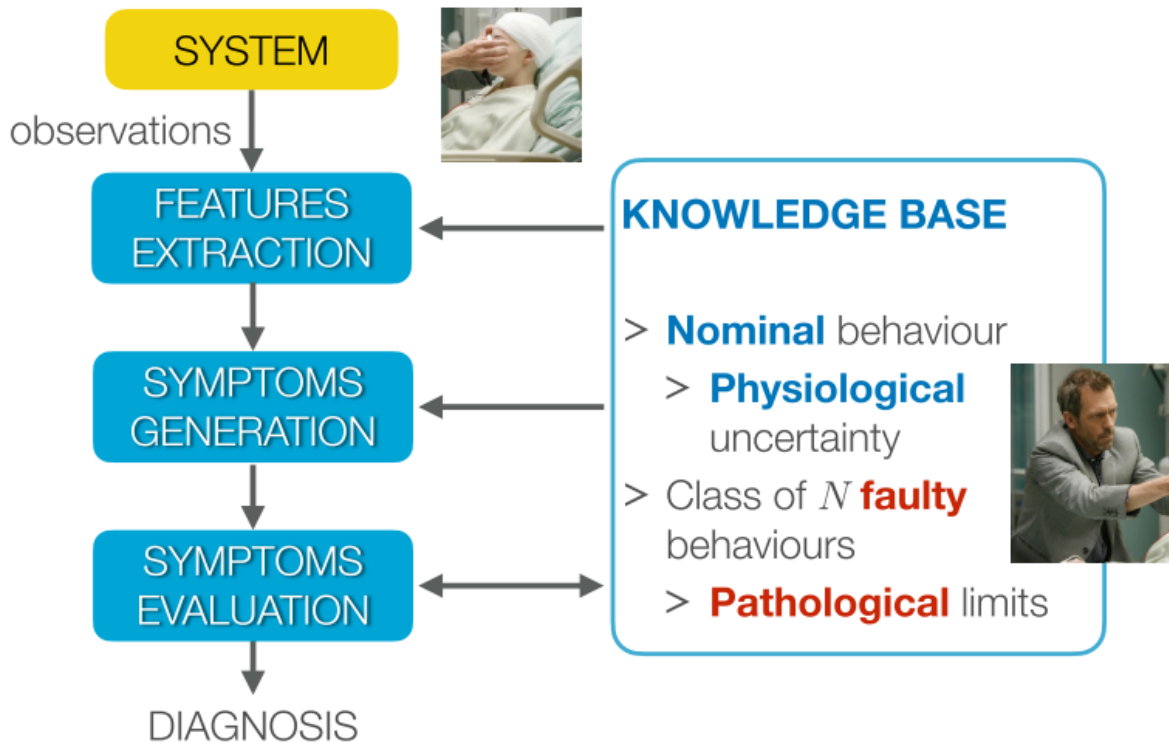 SYSTEM
observations
FEATURES
EXTRACTION
SYMPTOMS
GENERATION
SYMPTOMS
EVALUATION
DIAGNOSIS
KNOWLEDGE BASE
> Nominal behaviour
> Physiological
uncertainty
> Class of N faulty
behaviours
> Pathological limits